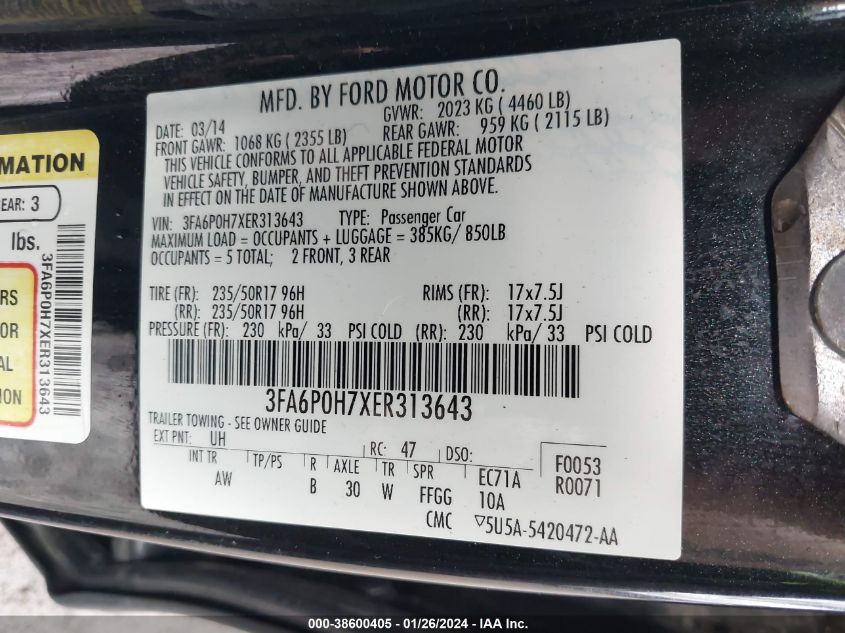 MATION
EAR: 3
lbs.
RS
OR
AL
ION
3FA6P0H7XER313643
MFD. BY FORD MOTOR CO.
DATE: 03/14 GVWR: 2023 KG ( 4460 LB)
FRONT GAWR: 1068 KG ( 2355 LB) REAR GAWR: 959 KG ( 2115 LB)
THIS VEHICLE CONFORMS TO ALL APPLICABLE FEDERAL MOTOR
VEHICLE SAFETY, BUMPER, AND THEFT PREVENTION STANDARDS
IN EFFECT ON THE DATE OF MANUFACTURE SHOWN ABOVE.
VIN: 3FA6P0H7XER313643 TYPE: Passenger Car
MAXIMUM LOAD = OCCUPANTS + LUGGAGE = 385KG/ 850LB
OCCUPANTS = 5 TOTAL; 2 FRONT, 3 REAR
TIRE (FR): 235/50R17 96H RIMS (FR): 17x7.5J
(RR): 235/50R17 96H (RR): 17x7.5J
PRESSURE (FR): 230 kPa/ 33 PSI COLD (RR): 230 kPa/ 33 PSI COLD
3FA6P0H7XER313643
TRAILER TOWING - SEE OWNER GUIDE
EXT PNT: UH RC: 47 DSO: F0053
INT TR TP/PS R AXLE TR SPR EC71A R0071
AW B 30 W FFGG 10A
CMC ▽5U5A-5420472-AA
000-38600405 - 01/26/2024 - IAA Inc.